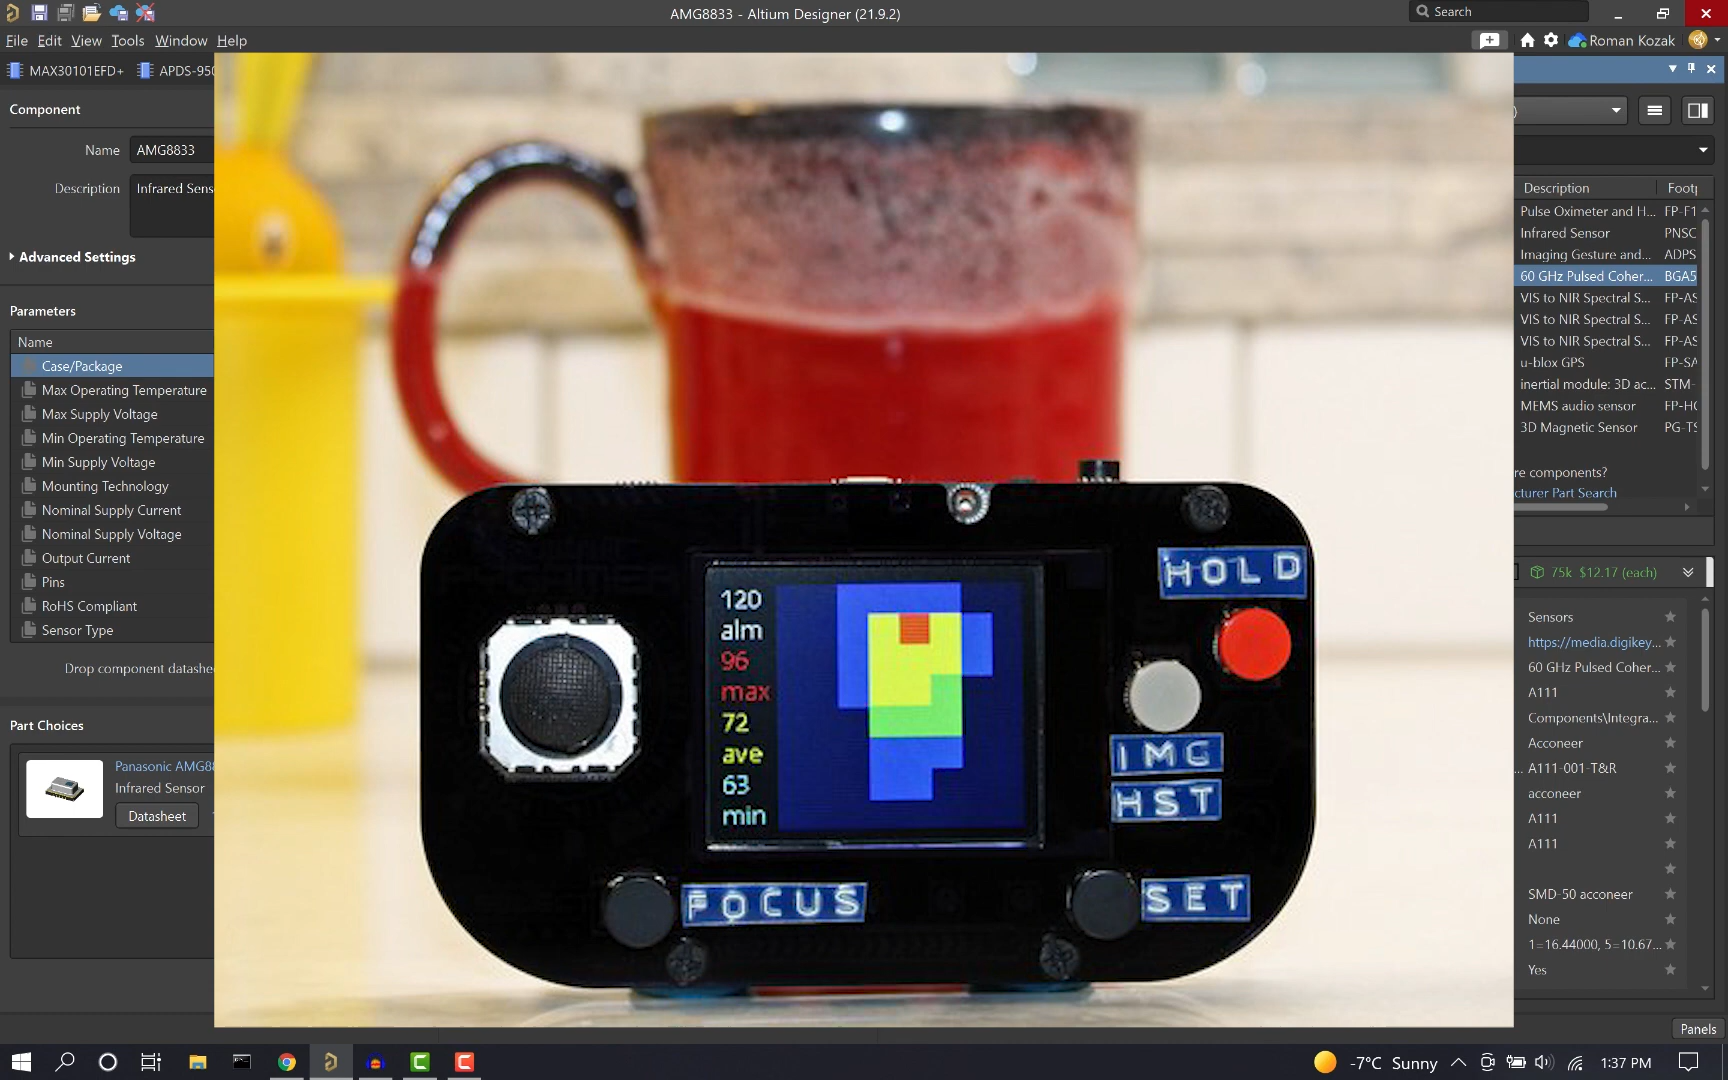 AMG8833 - Altium Designer (21.9.2)
Search
File Edit View Tools Window Help
Roman Kozak
MAX30101EFD+
Component
Name
AMG8833
Description
Infrared
Advanced Settings
Parameters
Name
Case/Package
Max Operating Temperature
Max Supply Voltage
Min Operating Temperature
Min Supply Voltage
Mounting Technology
Nominal Supply Current
Nominal Supply Voltage
Output Current
Pins
RoHS Compliant
Sensor Type
Drop component
Part Choices
Panasonic
Infrared Sensor
Datasheet
120
alm
96
max
72
ave
63
min
HOLD
IMG
HST
FOCUS
SET
Description
Pulse Oximeter and H... FP-F1
Infrared Sensor PNSC
Imaging Gesture and... ADPS
60 GHz Pulsed Coher... BGA5
VIS to NIR Spectral S... FP-AS
VIS to NIR Spectral S... FP-AS
VIS to NIR Spectral S... FP-AS
u-blox GPS FP-SA
inertial module: 3D ac... STM-
MEMS audio sensor
3D Magnetic Sensor PG-TS
components?
Part Search
75k $12.17 (each)
Sensors
https://media.digikey...
60 GHz Pulsed Coher...
A111
Components\Integra...
Acconeer
A111-001-T&R
acconeer
A111
A111
SMD-50 acconeer
None
1=16.44000, 5=10.67...
Yes
Panels
-7°C Sunny
1:37 PM